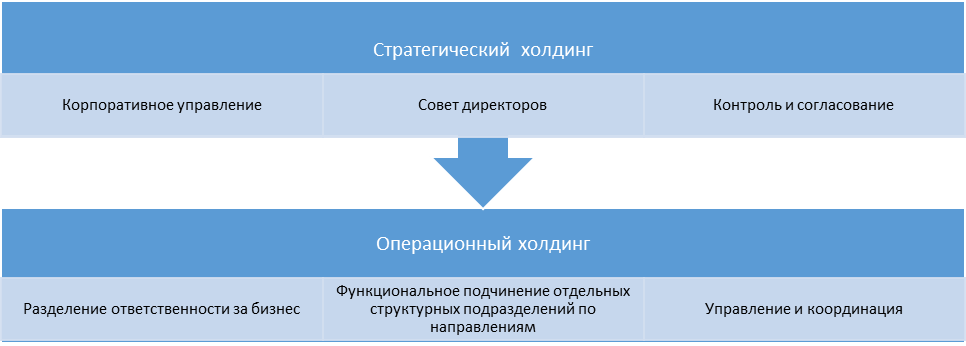 Стратегический холдинг
Корпоративное управление
Совет директоров
Контроль и согласование
Операционный холдинг
Разделение ответственности за бизнес
Функциональное подчинение отдельных
структурных подразделений по
направлениям
Управление и координация